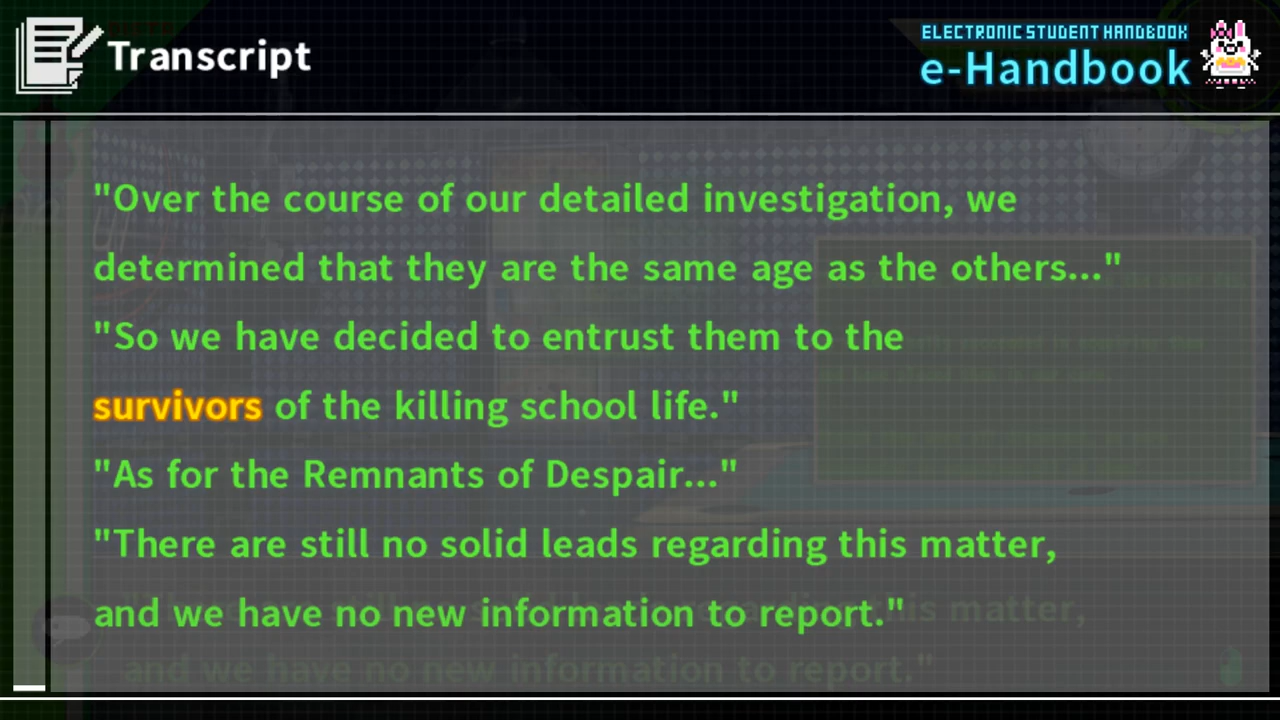 Transcript
ELECTRONIC STUDENT HANDBOOK
e-Handbook
"Over the course of our detailed investigation, we
determined that they are the same age as the others..."
"So we have decided to entrust them to the
survivors of the killing school life."
"As for the Remnants of Despair..."
"There are still no solid leads regarding this matter,
and we have no new information to report."